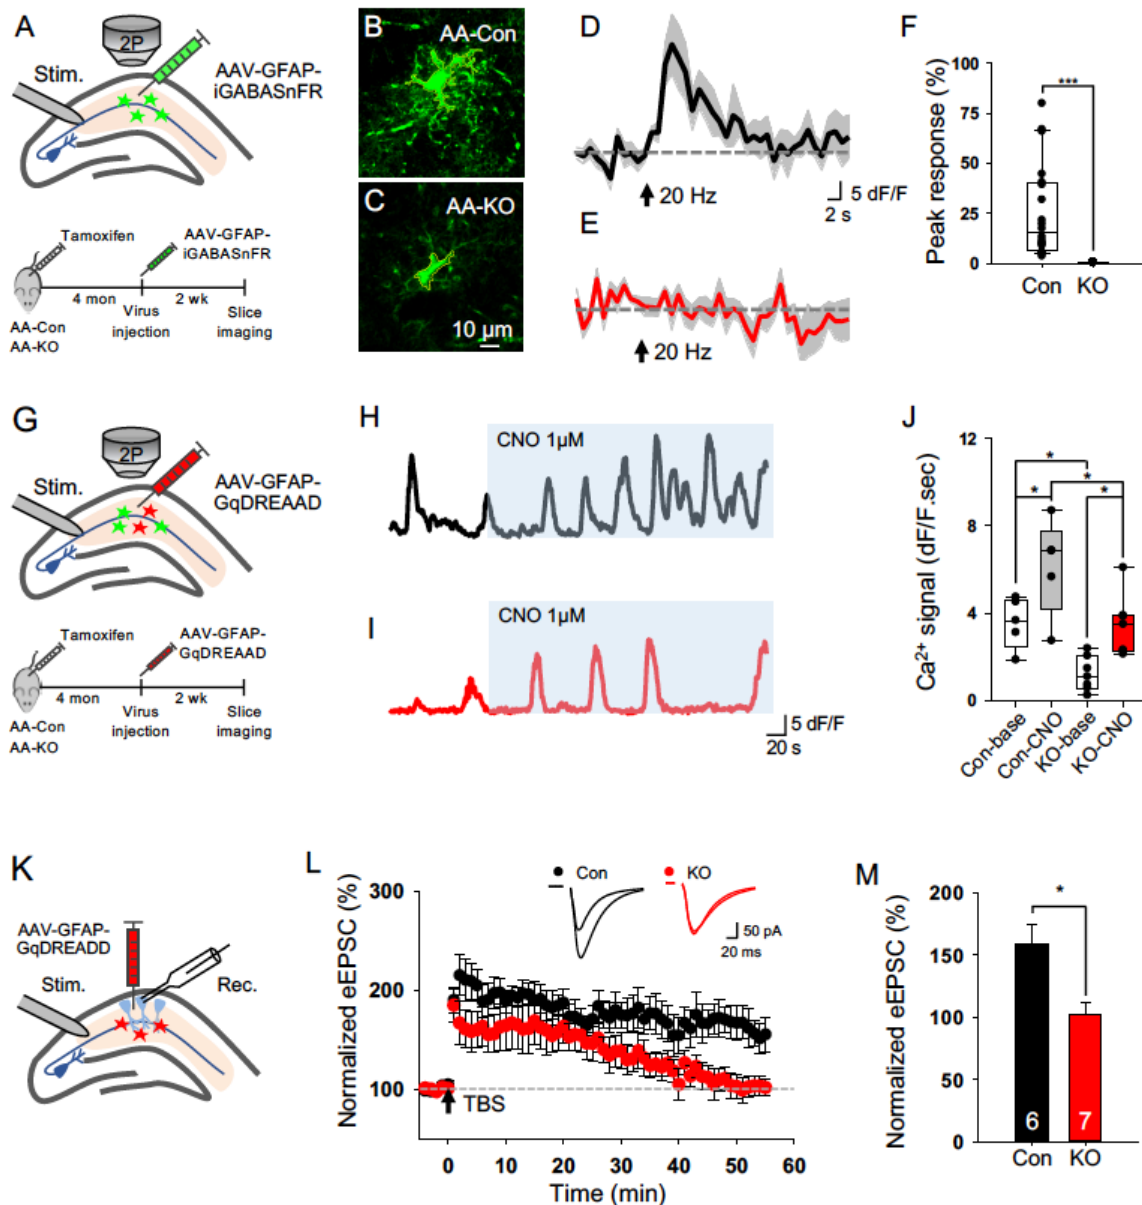 A
2P
Stim.
AAV-GFAP-
iGABASnFR
Tamoxifen
AAV-GFAP-
iGABASnFR
4 mon
2 wk
Virus
injection
Slice
imaging
AA-Con
AA-KO
B
AA-Con
C
AA-KO
10 µm
D
20 Hz
5 dF/F
2 s
E
20 Hz
F
Peak response (%)
100
75
50
25
0
***
Con
KO
G
2P
Stim.
AAV-GFAP-
GqDREAAD
Tamoxifen
AAV-GFAP-
GqDREAAD
4 mon
2 wk
Virus
injection
Slice
imaging
AA-Con
AA-KO
H
CNO 1µM
I
CNO 1µM
5 dF/F
20 s
J
Ca2+ signal (dF/F.sec)
12
8
4
0
*
*
*
*
Con-base
Con-CNO
KO-base
KO-CNO
K
AAV-GFAP-
GqDREADD
Stim.
Rec.
L
Normalized eEPSC (%)
300
200
100
Con
KO
50 pA
20 ms
TBS
0
10
20
30
40
50
60
Time (min)
M
Normalized eEPSC (%)
200
150
100
50
0
*
6
7
Con
KO